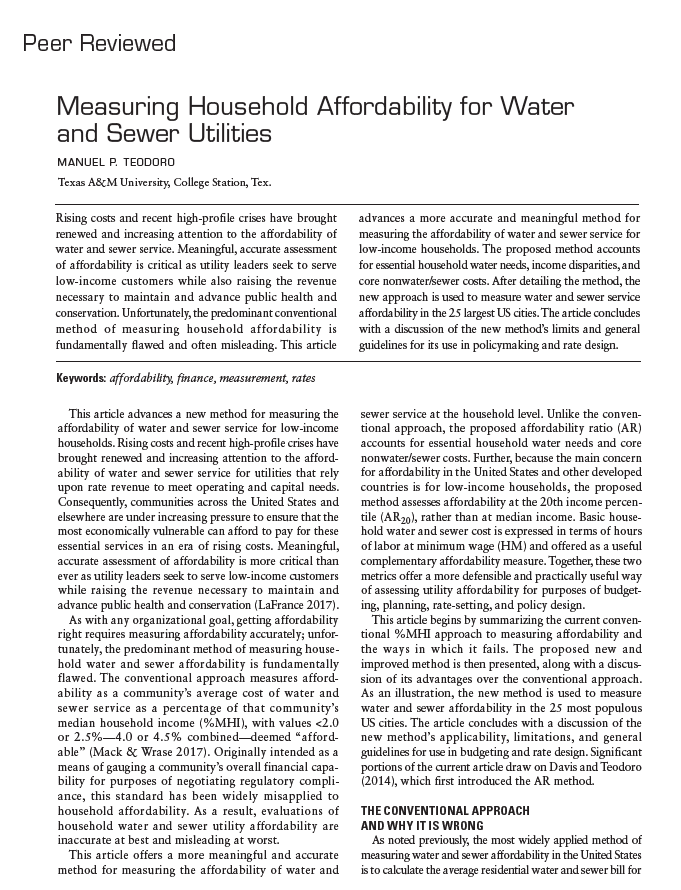 Peer Reviewed
Measuring Household Affordability for Water
and Sewer Utilities
MANUEL P. TEODORO
Texas A&M University, College Station, Tex.
Rising costs and recent high-profile crises have brought
renewed and increasing attention to the affordability of
water and sewer service. Meaningful, accurate assessment
of affordability is critical as utility leaders seek to serve
low-income customers while also raising the revenue
necessary to maintain and advance public health and
conservation. Unfortunately, the predominant conventional
method of measuring household affordability is
fundamentally flawed and often misleading. This article
advances a more accurate and meaningful method for
measuring the affordability of water and sewer service for
low-income households. The proposed method accounts
for essential household water needs, income disparities, and
core nonwater/sewer costs. After detailing the method, the
new approach is used to measure water and sewer service
affordability in the 25 largest US cities. The article concludes
with a discussion of the new method's limits and general
guidelines for its use in policymaking and rate design.
Keywords: affordability, finance, measurement, rates
This article advances a new method for measuring the
affordability of water and sewer service for low-income
households. Rising costs and recent high-profile crises have
brought renewed and increasing attention to the afford-
ability of water and sewer service for utilities that rely
upon rate revenue to meet operating and capital needs.
Consequently, communities across the United States and
elsewhere are under increasing pressure to ensure that the
most economically vulnerable can afford to pay for these
essential services in an era of rising costs. Meaningful,
accurate assessment of affordability is more critical than
ever as utility leaders seek to serve low-income customers
while raising the revenue necessary to maintain and
advance public health and conservation (LaFrance 2017).
As with any organizational goal, getting affordability
right requires measuring affordability accurately; unfor-
tunately, the predominant method of measuring house-
hold water and sewer affordability is fundamentally
flawed. The conventional approach measures afford-
ability as a community's average cost of water and
sewer service as a percentage of that community's
median household income (%MHI), with values <2.0
or 2.5%—4.0 or 4.5% combined—deemed "afford-
able" (Mack & Wrase 2017). Originally intended as a
means of gauging a community's overall financial capa-
bility for purposes of negotiating regulatory compli-
ance, this standard has been widely misapplied to
household affordability. As a result, evaluations of
household water and sewer utility affordability are
inaccurate at best and misleading at worst.
This article offers a more meaningful and accurate
method for measuring the affordability of water and
sewer service at the household level. Unlike the conven-
tional approach, the proposed affordability ratio (AR)
accounts for essential household water needs and core
nonwater/sewer costs. Further, because the main concern
for affordability in the United States and other developed
countries is for low-income households, the proposed
method assesses affordability at the 20th income percen-
tile (AR20), rather than at median income. Basic house-
hold water and sewer cost is expressed in terms of hours
of labor at minimum wage (HM) and offered as a useful
complementary affordability measure. Together, these two
metrics offer a more defensible and practically useful way
of assessing utility affordability for purposes of budget-
ing, planning, rate-setting, and policy design.
This article begins by summarizing the current conven-
tional %MHI approach to measuring affordability and
the ways in which it fails. The proposed new and
improved method is then presented, along with a discus-
sion of its advantages over the conventional approach.
As an illustration, the new method is used to measure
water and sewer affordability in the 25 most populous
US cities. The article concludes with a discussion of the
new method's applicability, limitations, and general
guidelines for use in budgeting and rate design. Significant
portions of the current article draw on Davis and Teodoro
(2014), which first introduced the AR method.
THE CONVENTIONAL APPROACH
AND WHY IT IS WRONG
As noted previously, the most widely applied method of
measuring water and sewer affordability in the United States
is to calculate the average residential water and sewer bill for